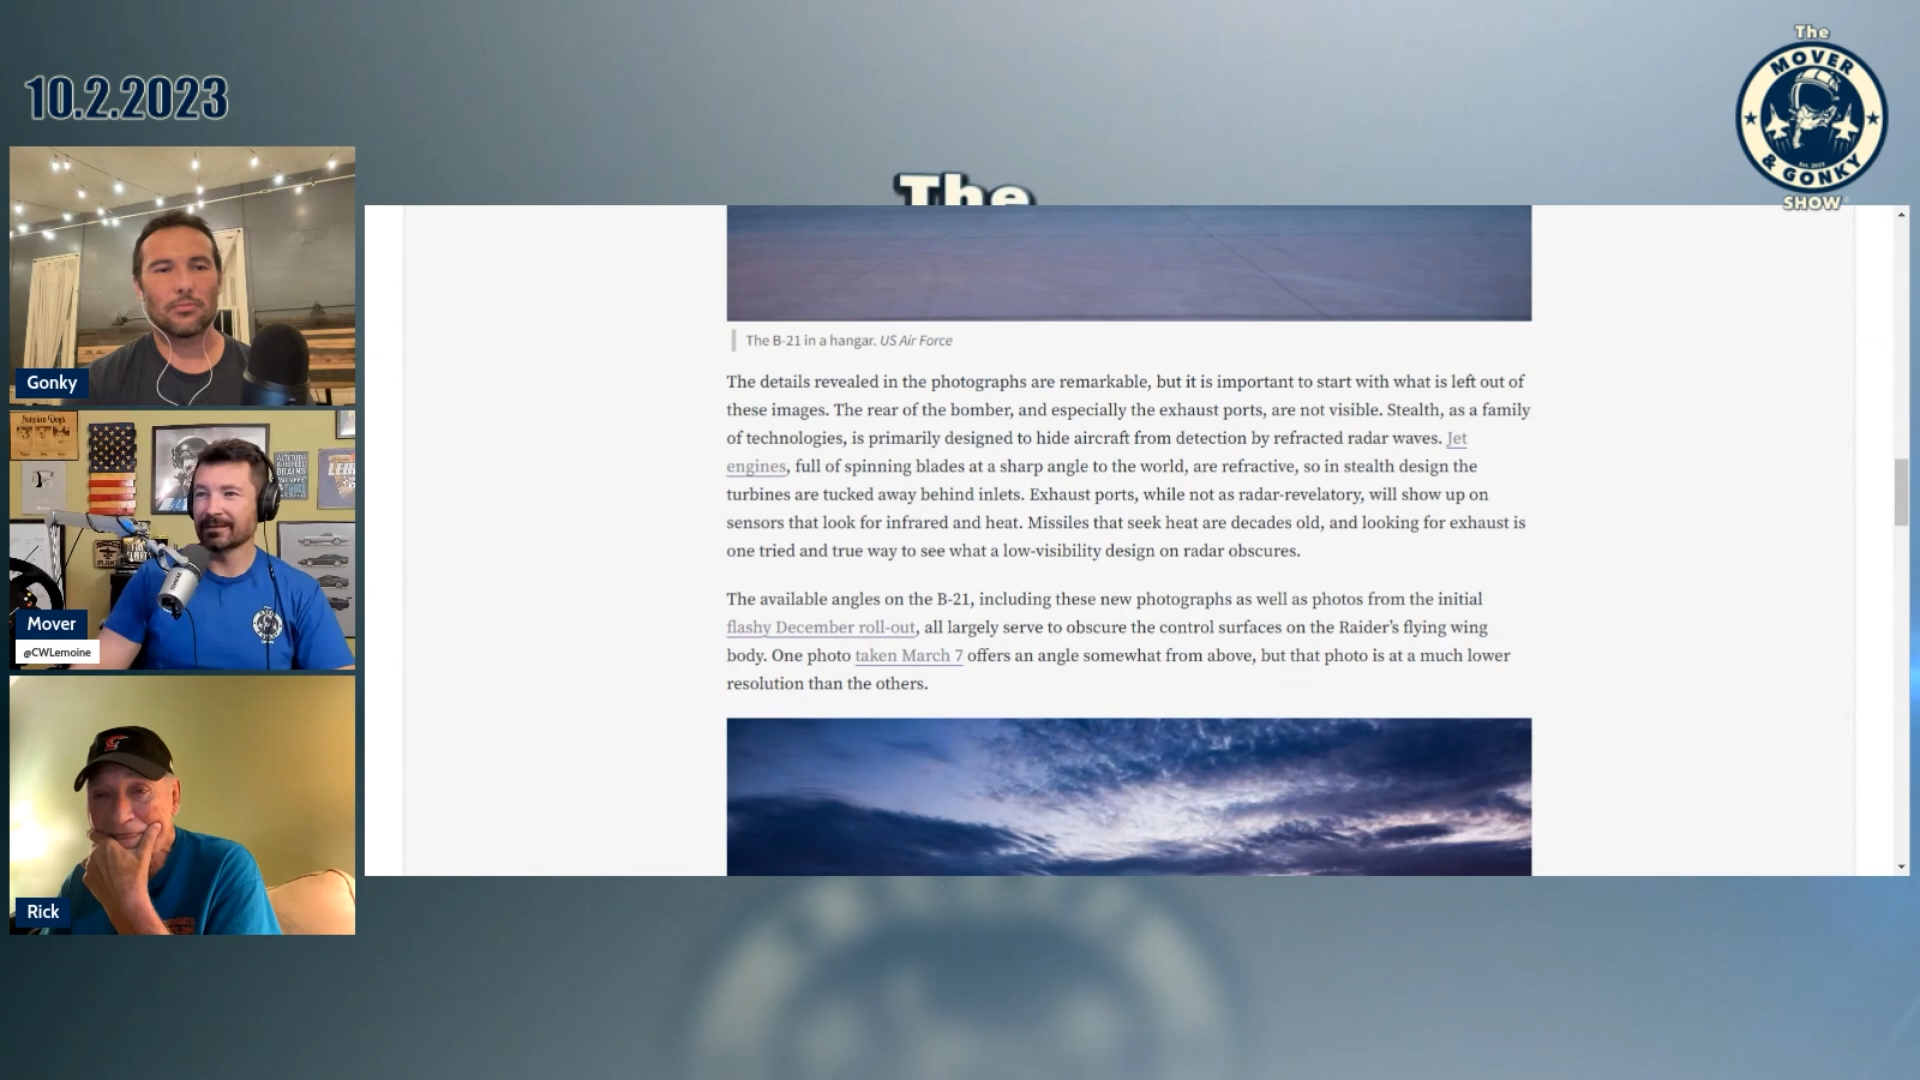 10.2.2023
The
MOVER
& GONKY
SHOW
The
Gonky
Mover
@CWLemoine
Rick
The B-21 in a hangar. US Air Force
The details revealed in the photographs are remarkable, but it is important to start with what is left out of
these images. The rear of the bomber, and especially the exhaust ports, are not visible. Stealth, as a family
of technologies, is primarily designed to hide aircraft from detection by refracted radar waves. Jet
engines, full of spinning blades at a sharp angle to the world, are refractive, so in stealth design the
turbines are tucked away behind inlets. Exhaust ports, while not as radar-revelatory, will show up on
sensors that look for infrared and heat. Missiles that seek heat are decades old, and looking for exhaust is
one tried and true way to see what a low-visibility design on radar obscures.
The available angles on the B-21, including these new photographs as well as photos from the initial
flashy December roll-out, all largely serve to obscure the control surfaces on the Raider's flying wing
body. One photo taken March 7 offers an angle somewhat from above, but that photo is at a much lower
resolution than the others.